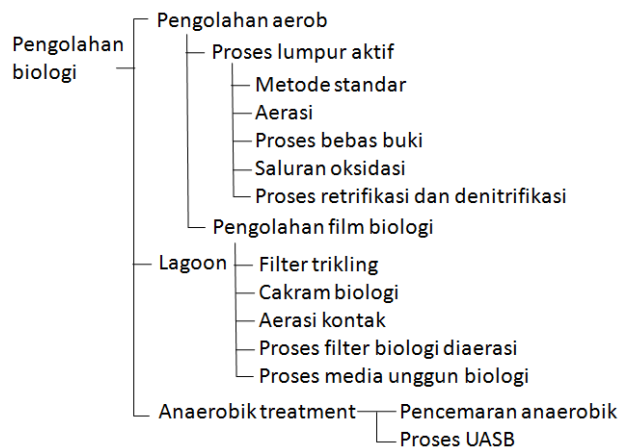 Pengolahan biologi
Pengolahan aerob
Proses lumpur aktif
Metode standar
Aerasi
Proses bebas buki
Saluran oksidasi
Proses retrifikasi dan denitrifikasi
Pengolahan film biologi
Lagoon
Filter trikling
Cakram biologi
Aerasi kontak
Proses filter biologi diaerasi
Proses media unggun biologi
Anaerobik treatment
Pencemaran anaerobik
Proses UASB